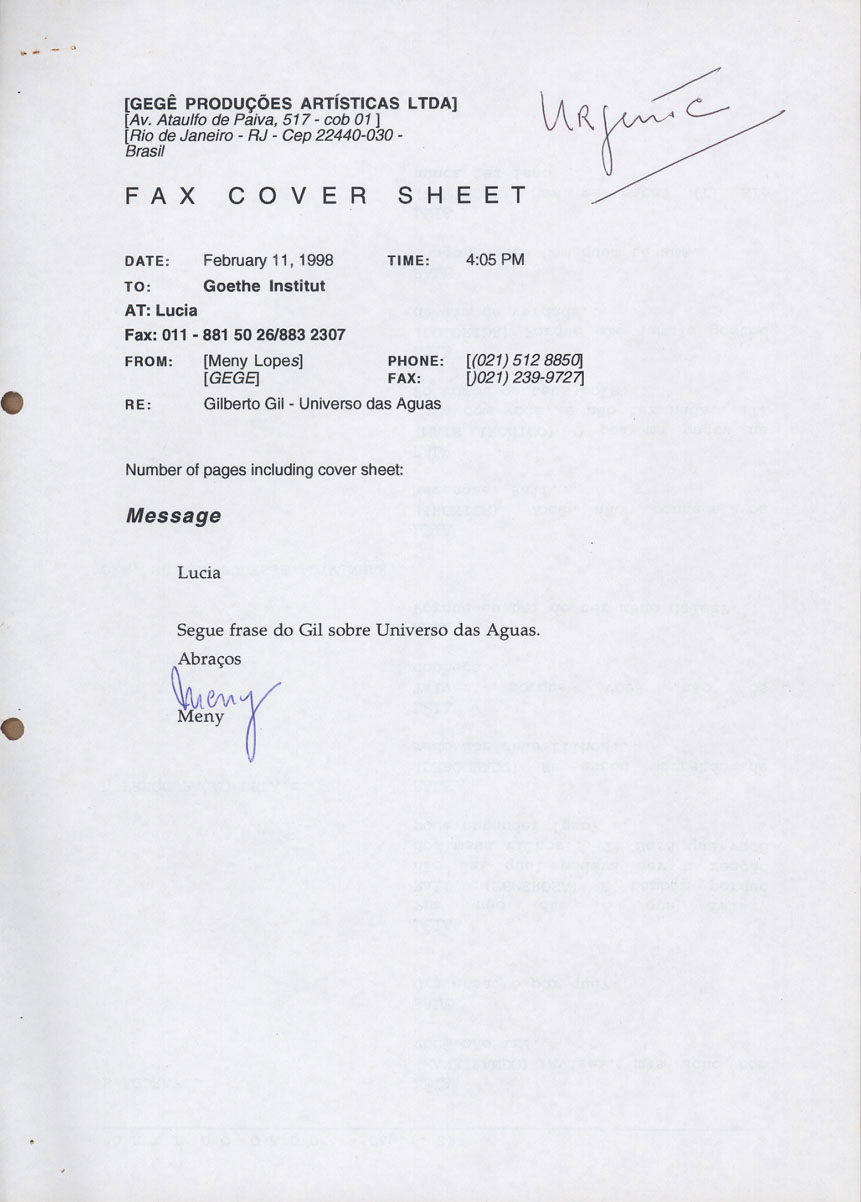 [GEGÊ PRODUÇÕES ARTÍSTICAS LTDA]
[Av. Ataulfo de Paiva, 517 - cob 01 ]
[Rio de Janeiro - RJ - Cep 22440-030 -
Brasil
Urgente
FAX COVER SHEET
DATE: February 11, 1998 TIME: 4:05 PM
TO: Goethe Institut
AT: Lucia
Fax: 011 - 881 50 26/883 2307
FROM: [Meny Lopes] PHONE: [(021) 512 8850]
[GEGE] FAX: [)021) 239-9727]
RE: Gilberto Gil - Universo das Aguas
Number of pages including cover sheet:
Message
Lucia
Segue frase do Gil sobre Universo das Aguas.
Abraços
Meny
Meny